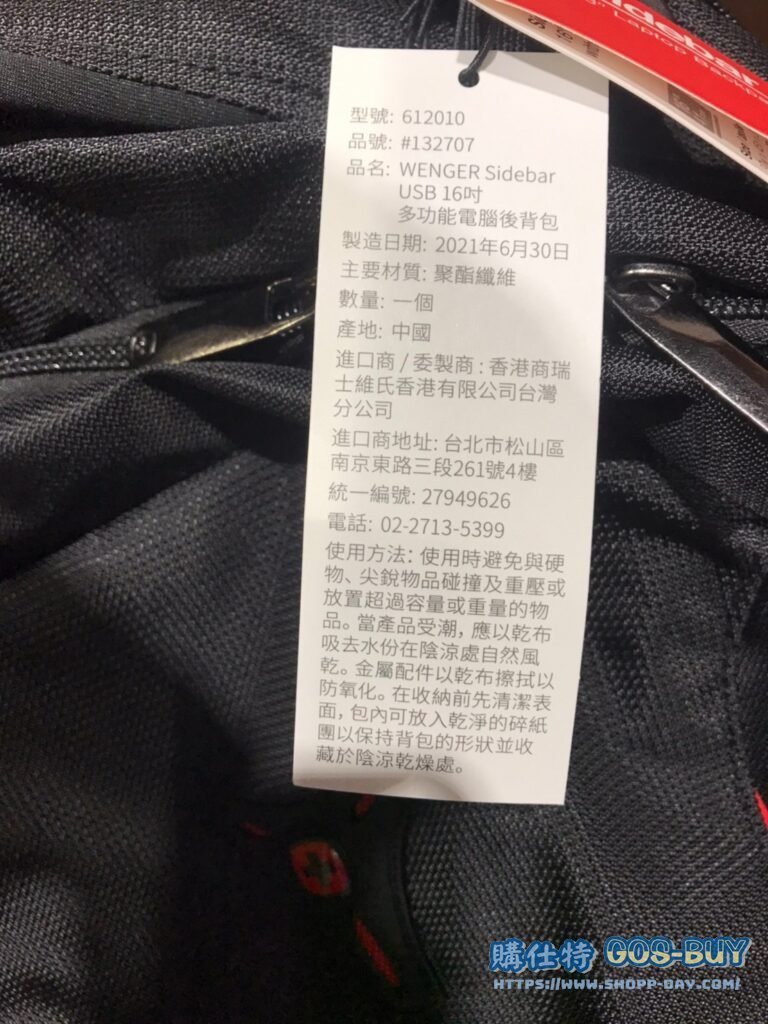 idebar
Laptop Backpa
型號: 612010
品號: #132707
品名: WENGER Sidebar
USB 16吋
多功能電腦後背包
製造日期: 2021年6月30日
主要材質: 聚酯纖維
數量: 一個
產地: 中國
進口商 / 委製商 : 香港商瑞
士維氏香港有限公司台灣
分公司
進口商地址: 台北市松山區
南京東路三段261號4樓
統一編號: 27949626
電話: 02-2713-5399
使用方法: 使用時避免與硬
物、尖銳物品碰撞及重壓或
放置超過容量或重量的物
品。當產品受潮, 應以乾布
吸去水份在陰涼處自然風
乾。金屬配件以乾布擦拭以
防氧化。在收納前先清潔表
面, 包內可放入乾淨的碎紙
團以保持背包的形狀並收
藏於陰涼乾燥處。
購仕特 GOS-BUY
HTTPS://WWW.SHOPP-DAY.COM/